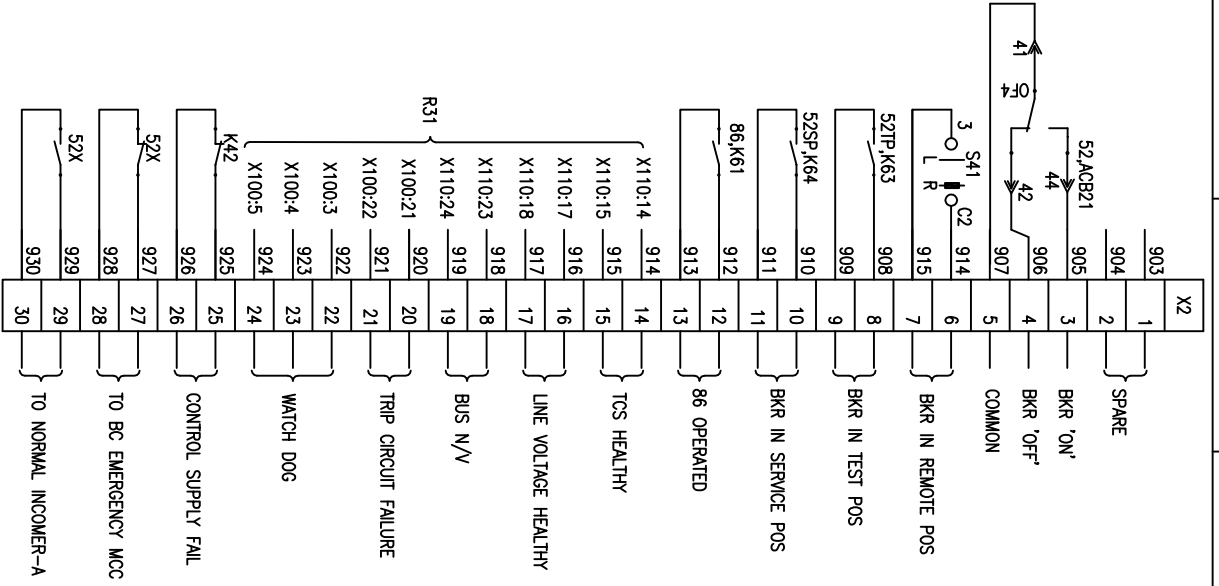 X2
903 1
SPARE
904 2
52,ACB21
44 905 3 BKR 'ON'
41 OF4 42 906 4 BKR 'OFF'
907 5 COMMON
3 S41 C2
L R
914 6
BKR IN REMOTE POS
915 7
52TP,K63
908 8
BKR IN TEST POS
909 9
52SP,K64
910 10
BKR IN SERVICE POS
911 11
86,K61
912 12
86 OPERATED
913 13
R31
X110:14 914 14
TCS HEALTHY
X110:15 915 15
X110:17 916 16
LINE VOLTAGE HEALTHY
X110:18 917 17
X110:23 918 18
BUS N/V
X110:24 919 19
X100:21 920 20
TRIP CIRCUIT FAILURE
X100:22 921 21
X100:3 922 22
X100:4 923 23 WATCH DOG
X100:5 924 24
K42
925 25
CONTROL SUPPLY FAIL
926 26
52X
927 27
TO BC EMERGENCY MCC
928 28
52X
929 29
TO NORMAL INCOMER-A
930 30